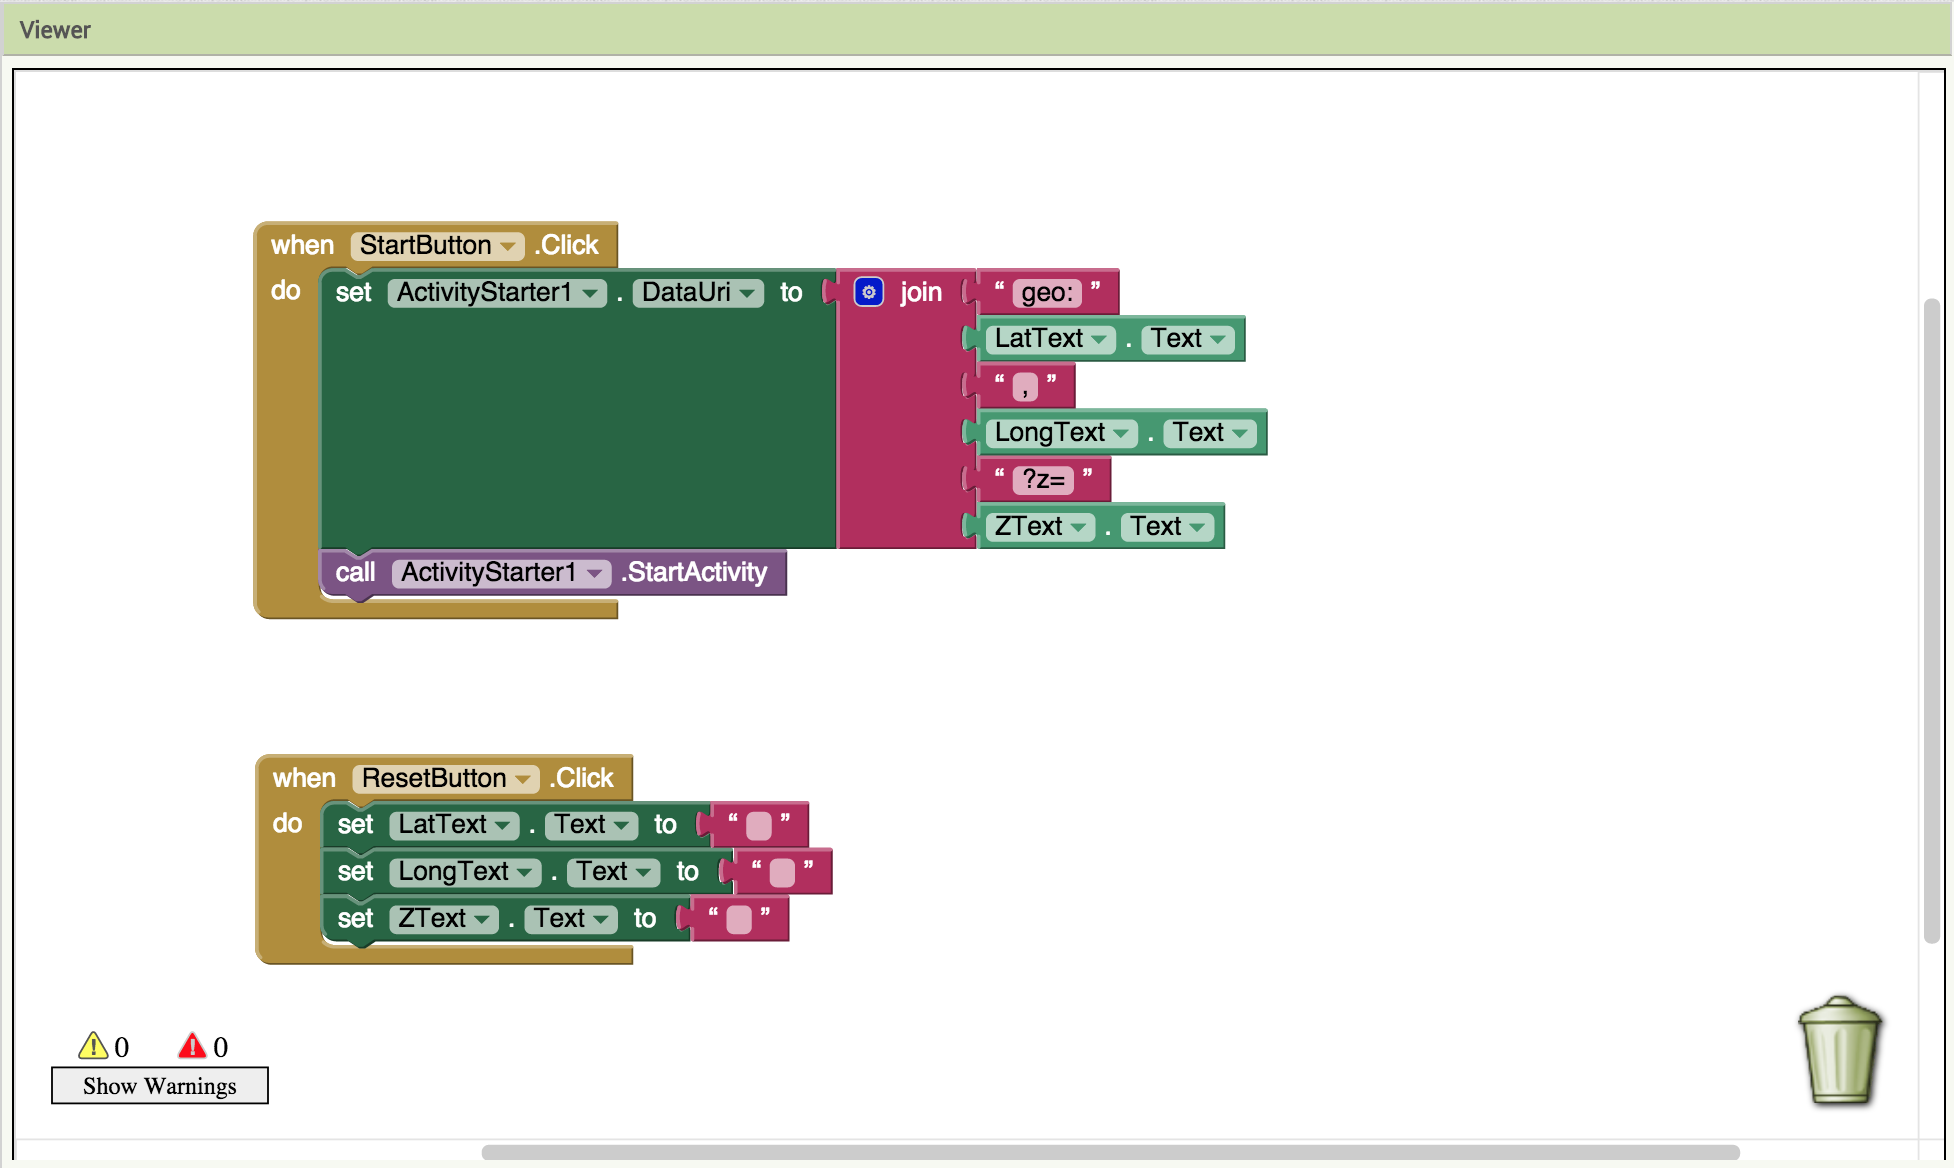 Viewer
when StartButton .Click
do set ActivityStarter1 . DataUri to join “ geo: ”
LatText . Text
“ , ”
LongText . Text
“ ?z= ”
ZText . Text
call ActivityStarter1 .StartActivity
when ResetButton .Click
do set LatText . Text to “ ”
set LongText . Text to “ ”
set ZText . Text to “ ”
0 0
Show Warnings